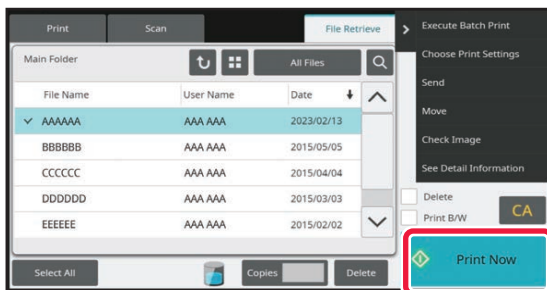 Print Scan File Retrieve
Main Folder All Files
File Name User Name Date
AAAAAA AAA AAA 2023/02/13
BBBBBB AAA AAA 2015/05/05
CCCCCC AAA AAA 2015/04/04
DDDDDD AAA AAA 2015/03/03
EEEEEE AAA AAA 2015/02/02
Select All Copies Delete
Execute Batch Print
Choose Print Settings
Send
Move
Check Image
See Detail Information
Delete
Print B/W CA
Print Now